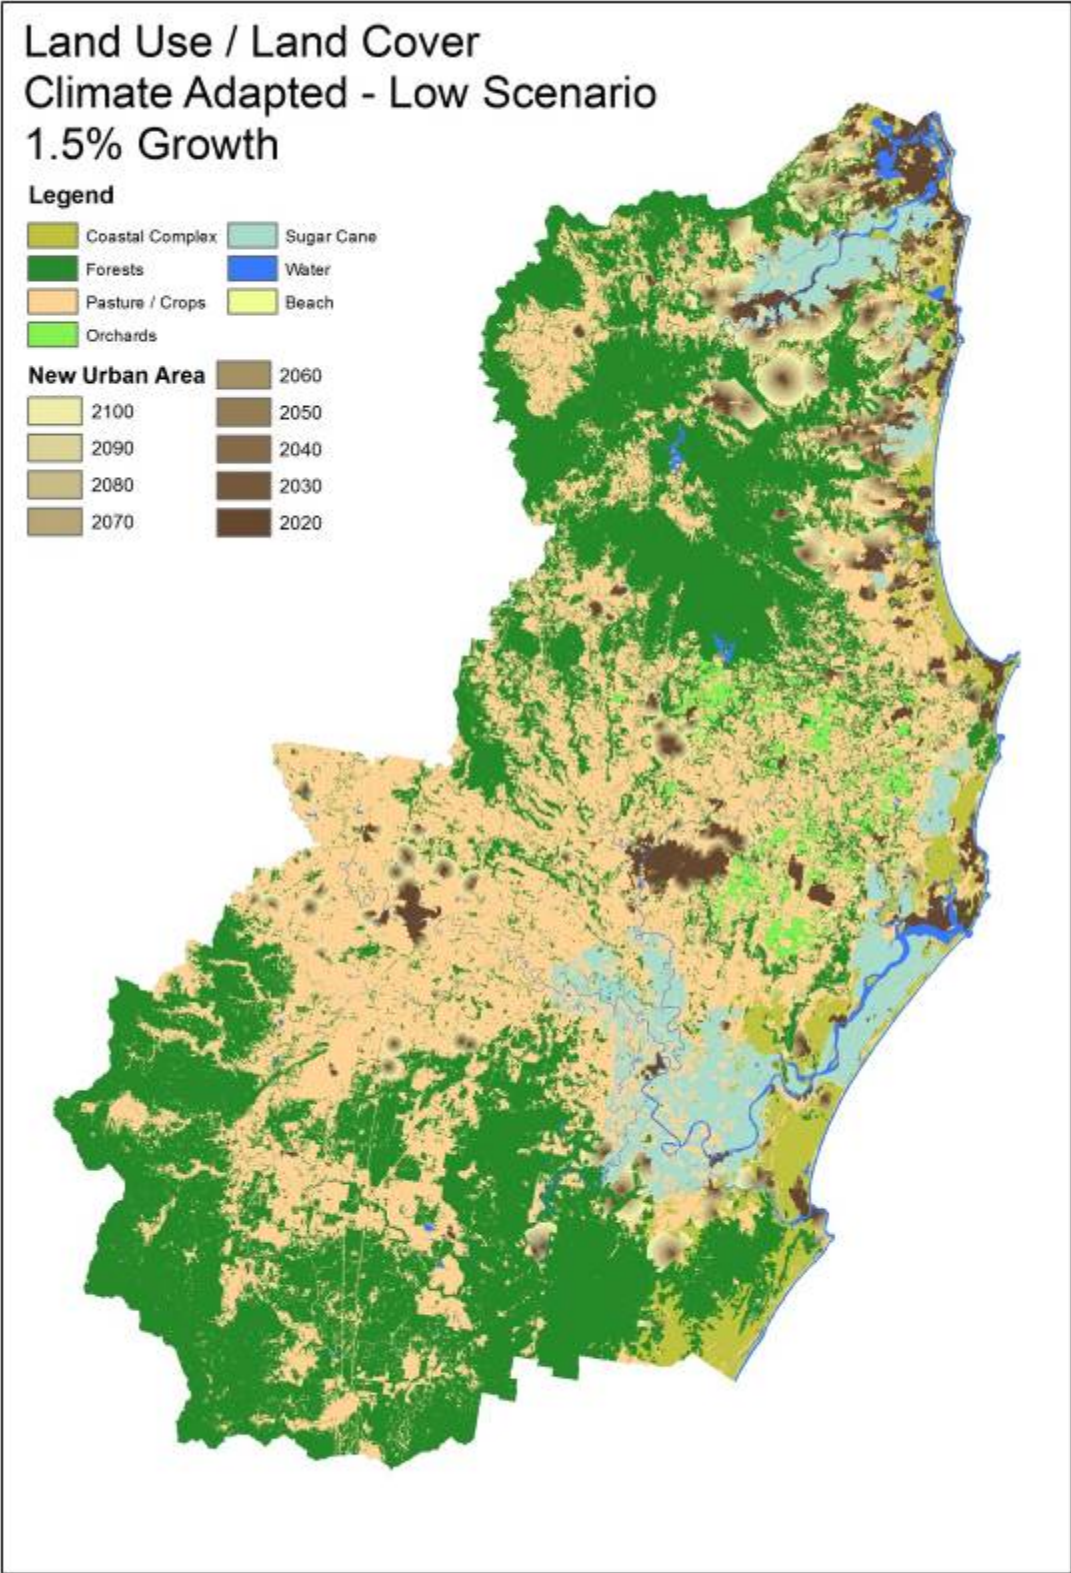 Land Use / Land Cover
Climate Adapted - Low Scenario
1.5% Growth
Legend
Coastal Complex
Sugar Cane
Forests
Water
Pasture / Crops
Beach
Orchards
New Urban Area
2060
2100
2050
2090
2040
2080
2030
2070
2020